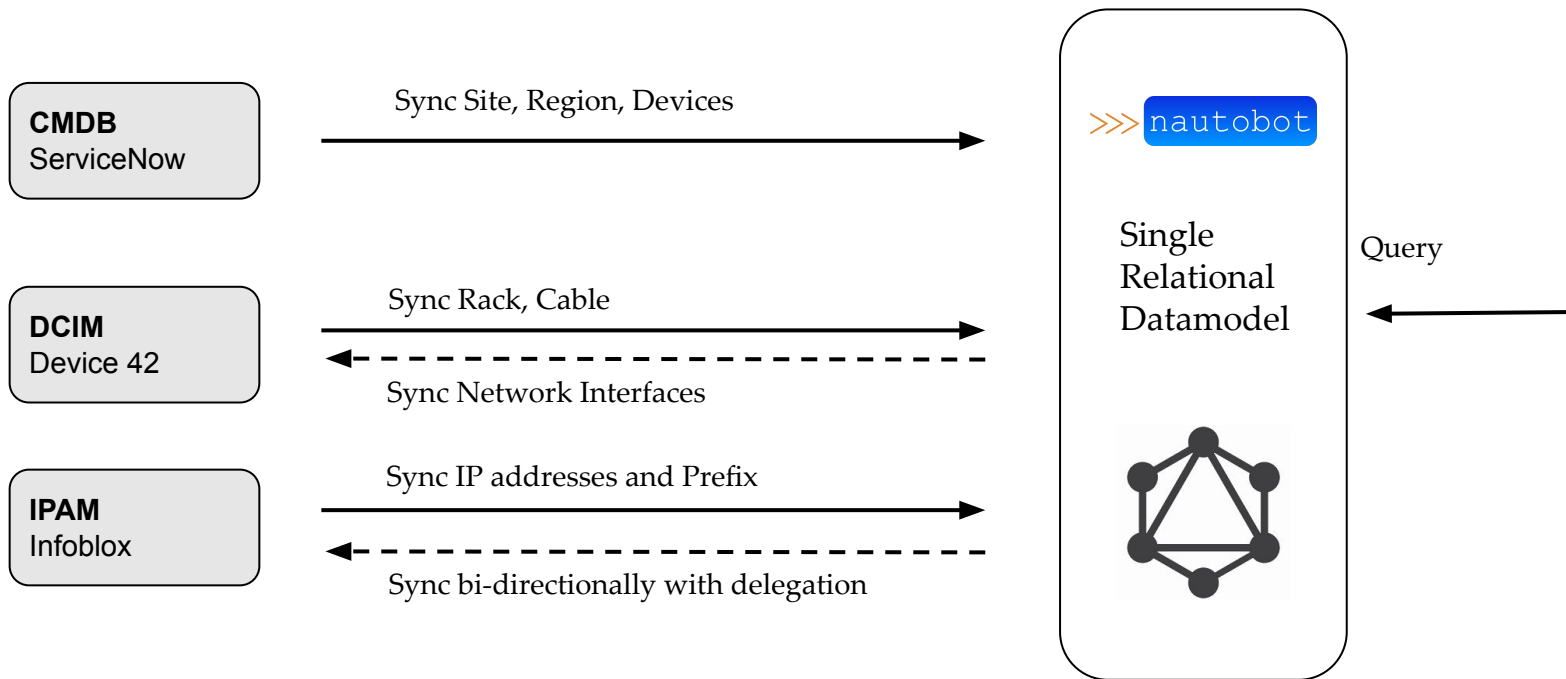 CMDB
ServiceNow
Sync Site, Region, Devices
>>> nautobot
Single
Relational
Datamodel
Query
DCIM
Device 42
Sync Rack, Cable
Sync Network Interfaces
IPAM
Infoblox
Sync IP addresses and Prefix
Sync bi-directionally with delegation